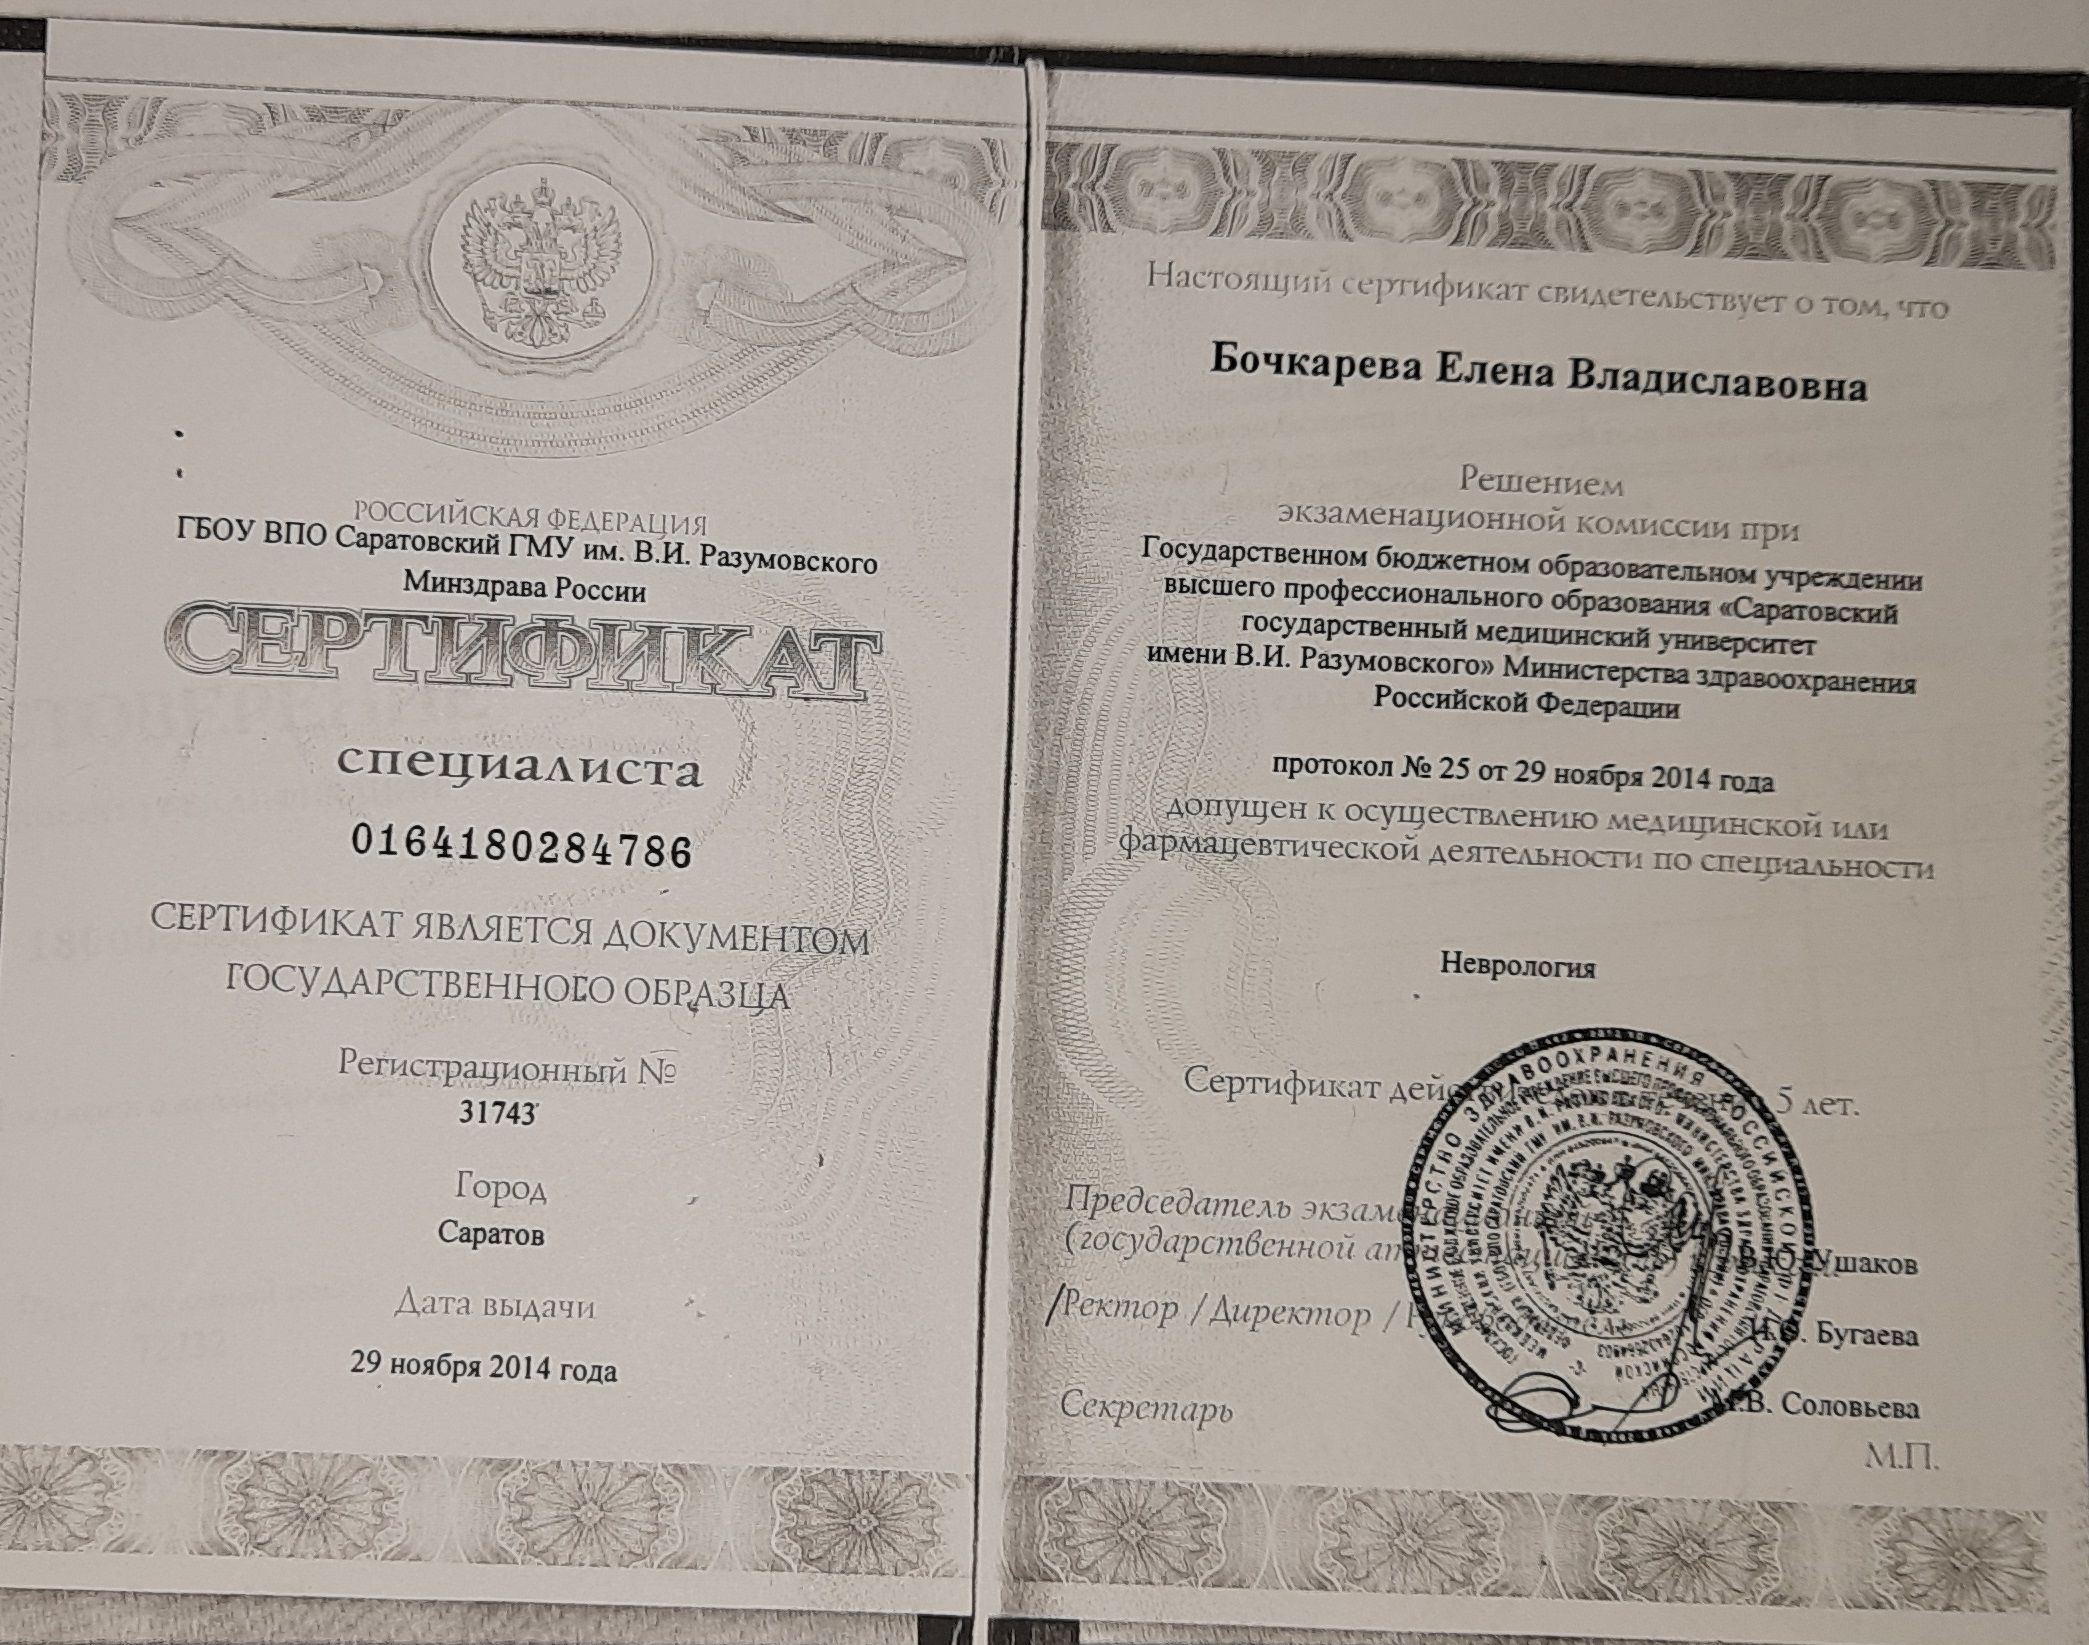 РОССИЙСКАЯ ФЕДЕРАЦИЯ
ГБОУ ВПО Саратовский ГМУ им. В.И. Разумовского
Минздрава России
СЕРТИФИКАТ
специалиста
0164180284786
СЕРТИФИКАТ ЯВЛЯЕТСЯ ДОКУМЕНТОМ
ГОСУДАРСТВЕННОГО ОБРАЗЦА
Регистрационный №
31743
Город
Саратов
Дата выдачи
29 ноября 2014 года
Настоящий сертификат свидетельствует о том, что
Бочкарева Елена Владиславовна
Решением
экзаменационной комиссии при
Государственном бюджетном образовательном учреждении
высшего профессионального образования «Саратовский
государственный медицинский университет
имени В.И. Разумовского» Министерства здравоохранения
Российской Федерации
протокол № 25 от 29 ноября 2014 года
допущен к осуществлению медицинской или
фармацевтической деятельности по специальности
Неврология
Сертификат 5 лет.
Председатель
(государственной Ушаков
/Ректор /Директор / Бугаева
Секретарь Соловьева
М.П.
МИНИСТЕРСТВО ЗДРАВООХРАНЕНИЯ РОССИЙСКОЙ